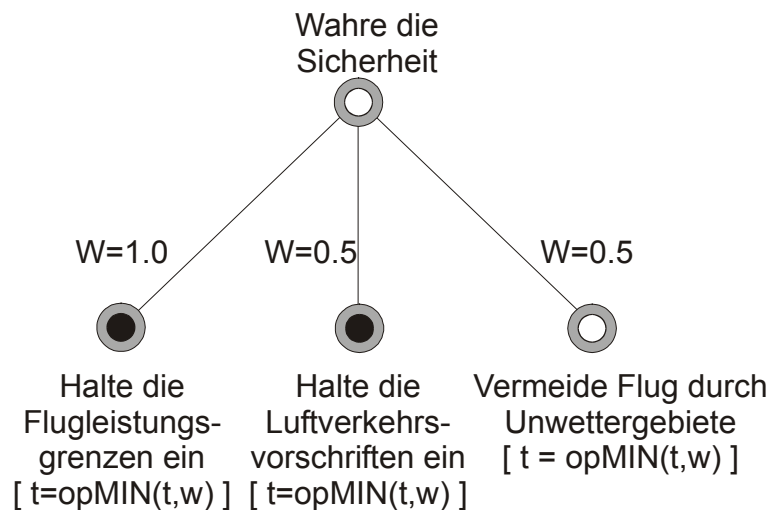 Wahre die
Sicherheit
W=1.0
W=0.5
W=0.5
Halte die
Flugleistungs-
grenzen ein
[ t=opMIN(t,w) ]
Halte die
Luftverkehrs-
vorschriften ein
[ t=opMIN(t,w) ]
Vermeide Flug durch
Unwettergebiete
[ t = opMIN(t,w) ]